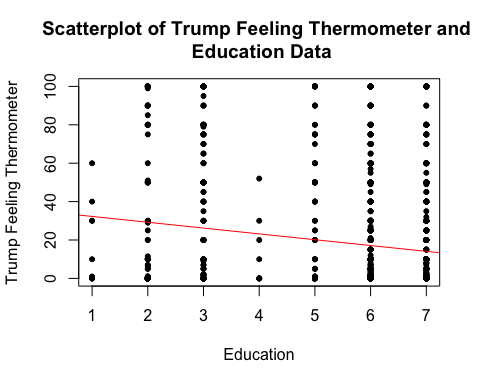 Scatterplot of Trump Feeling Thermometer and
Education Data
Trump Feeling Thermometer
100
80
60
40
20
0
1 2 3 4 5 6 7
Education